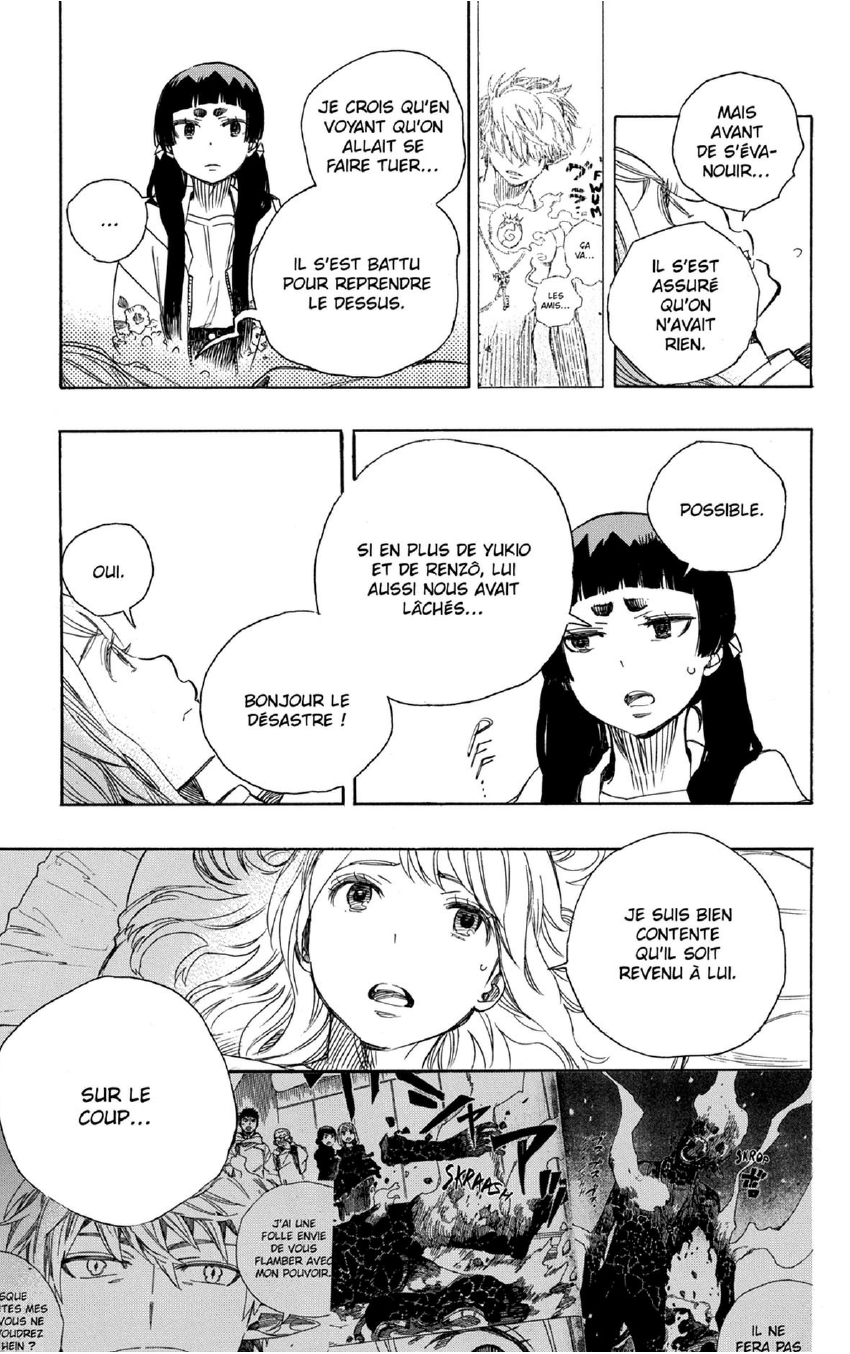 MAIS
AVANT
DE S'ÉVA-
NOUIR...
IL S'EST
ASSURÉ
QU'ON
N'AVAIT
RIEN.
ÇA
VA...
LES
AMIS...
JE CROIS QU'EN
VOYANT QU'ON
ALLAIT SE
FAIRE TUER...
IL S'EST BATTU
POUR REPRENDRE
LE DESSUS.
...
POSSIBLE.
SI EN PLUS DE YUKIO
ET DE RENZÔ, LUI
AUSSI NOUS AVAIT
LÂCHÉS...
BONJOUR LE
DÉSASTRE !
PFF...
OUI.
JE SUIS BIEN
CONTENTE
QU'IL SOIT
REVENU À LUI.
SUR LE
COUP...
SKRAASH
J'AI UNE
FOLLE ENVIE
DE VOUS
FLAMBER AVEC
MON POUVOIR.
IL NE
FERA PAS
VOUS NE
HEIN ?